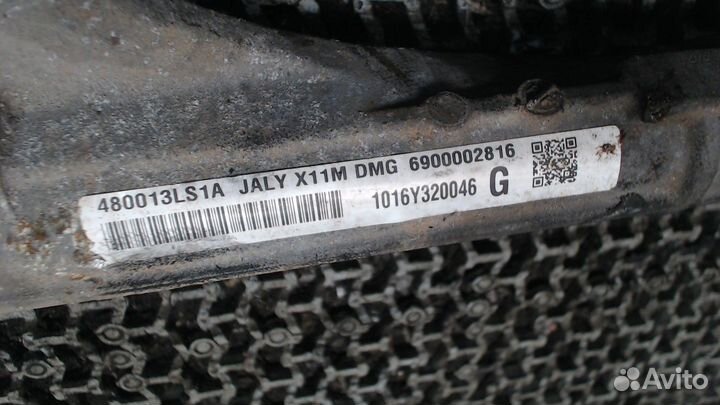 480013LS1A JALY X11M DMG 6900002816
1016Y320046 G
Avito